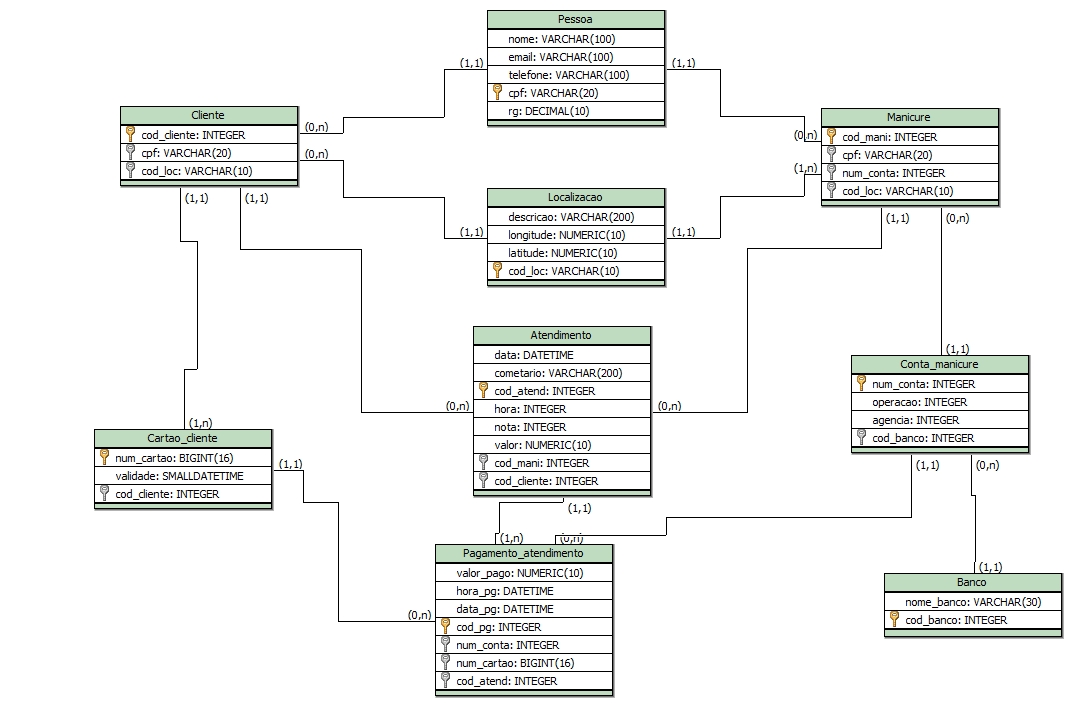 Pessoa
nome: VARCHAR(100)
email: VARCHAR(100)
telefone: VARCHAR(100)
cpf: VARCHAR(20)
rg: DECIMAL(10)
(1,1)
(1,1)
Cliente
cod_cliente: INTEGER
cpf: VARCHAR(20)
cod_loc: VARCHAR(10)
(0,n)
(0,n)
(1,1)
(1,1)
Manicure
cod_mani: INTEGER
cpf: VARCHAR(20)
num_conta: INTEGER
cod_loc: VARCHAR(10)
(0,n)
(1,n)
(1,1)
(0,n)
Localizacao
descricao: VARCHAR(200)
longitude: NUMERIC(10)
latitude: NUMERIC(10)
cod_loc: VARCHAR(10)
(1,1)
(1,1)
Atendimento
data: DATETIME
cometario: VARCHAR(200)
cod_atend: INTEGER
hora: INTEGER
nota: INTEGER
valor: NUMERIC(10)
cod_mani: INTEGER
cod_cliente: INTEGER
(0,n)
(0,n)
(1,1)
(1,1)
Conta_manicure
num_conta: INTEGER
operacao: INTEGER
agencia: INTEGER
cod_banco: INTEGER
(1,1)
(0,n)
(1,n)
Cartao_cliente
num_cartao: BIGINT(16)
validade: SMALLDATETIME
cod_cliente: INTEGER
(1,1)
(1,n)
(0,n)
Pagamento_atendimento
valor_pago: NUMERIC(10)
hora_pg: DATETIME
data_pg: DATETIME
cod_pg: INTEGER
num_conta: INTEGER
num_cartao: BIGINT(16)
cod_atend: INTEGER
(0,n)
(1,1)
Banco
nome_banco: VARCHAR(30)
cod_banco: INTEGER